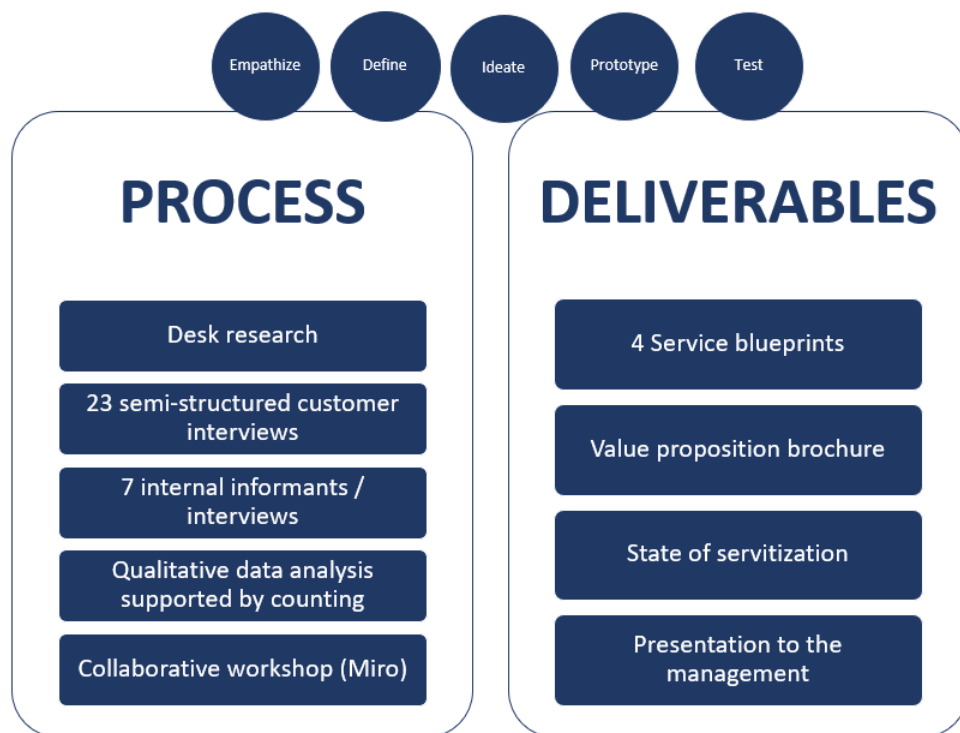 Empathize
Define
Ideate
Prototype
Test
PROCESS
Desk research
23 semi-structured customer
interviews
7 internal informants /
interviews
Qualitative data analysis
supported by counting
Collaborative workshop (Miro)
DELIVERABLES
4 Service blueprints
Value proposition brochure
State of servitization
Presentation to the
management